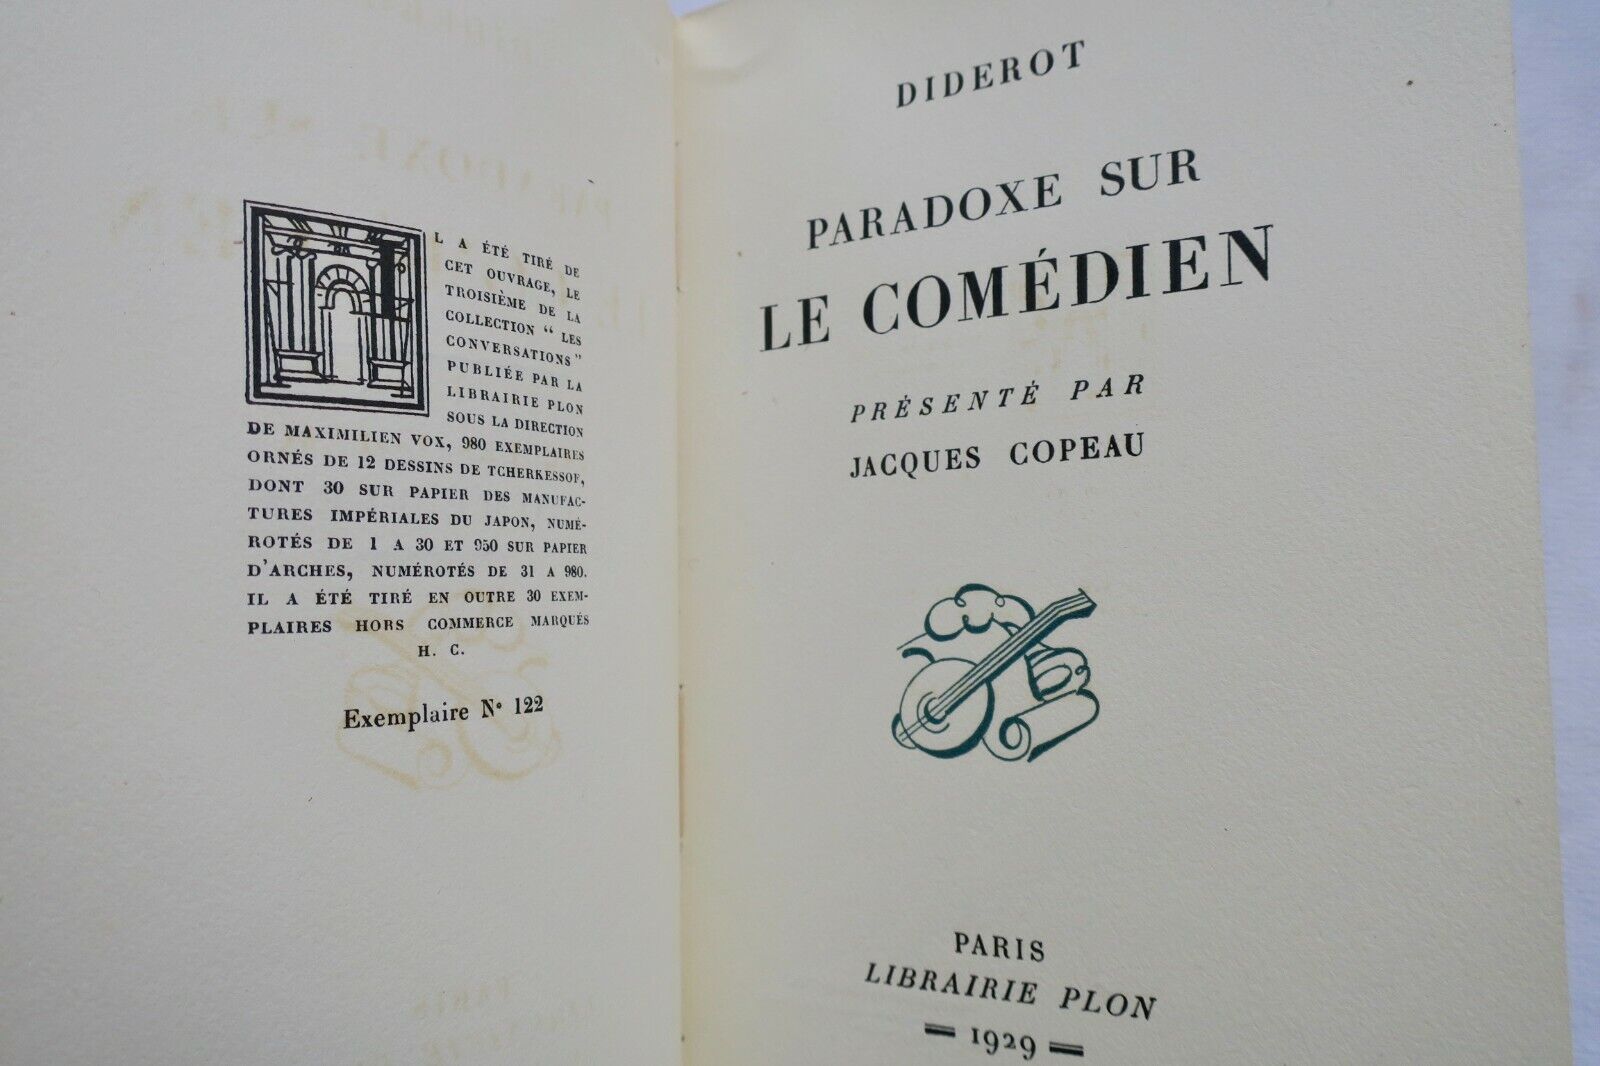 IL A ÉTÉ TIRÉ DE
CET OUVRAGE, LE
TROISIÈME DE LA
COLLECTION “ LES
CONVERSATIONS”
PUBLIÉE PAR LA
LIBRAIRIE PLON
SOUS LA DIRECTION
DE MAXIMILIEN VOX, 980 EXEMPLAIRES
ORNÉS DE 12 DESSINS DE TCHERKESSOF,
DONT 30 SUR PAPIER DES MANUFAC-
TURES IMPÉRIALES DU JAPON, NUMÉ-
ROTÉS DE 1 A 30 ET 950 SUR PAPIER
D'ARCHES, NUMÉROTÉS DE 31 A 980.
IL A ÉTÉ TIRÉ EN OUTRE 30 EXEM-
PLAIRES HORS COMMERCE MARQUÉS
H. C.
Exemplaire N° 122
DIDEROT
PARADOXE SUR
LE COMÉDIEN
PRÉSENTÉ PAR
JACQUES COPEAU
PARIS
LIBRAIRIE PLON
1929